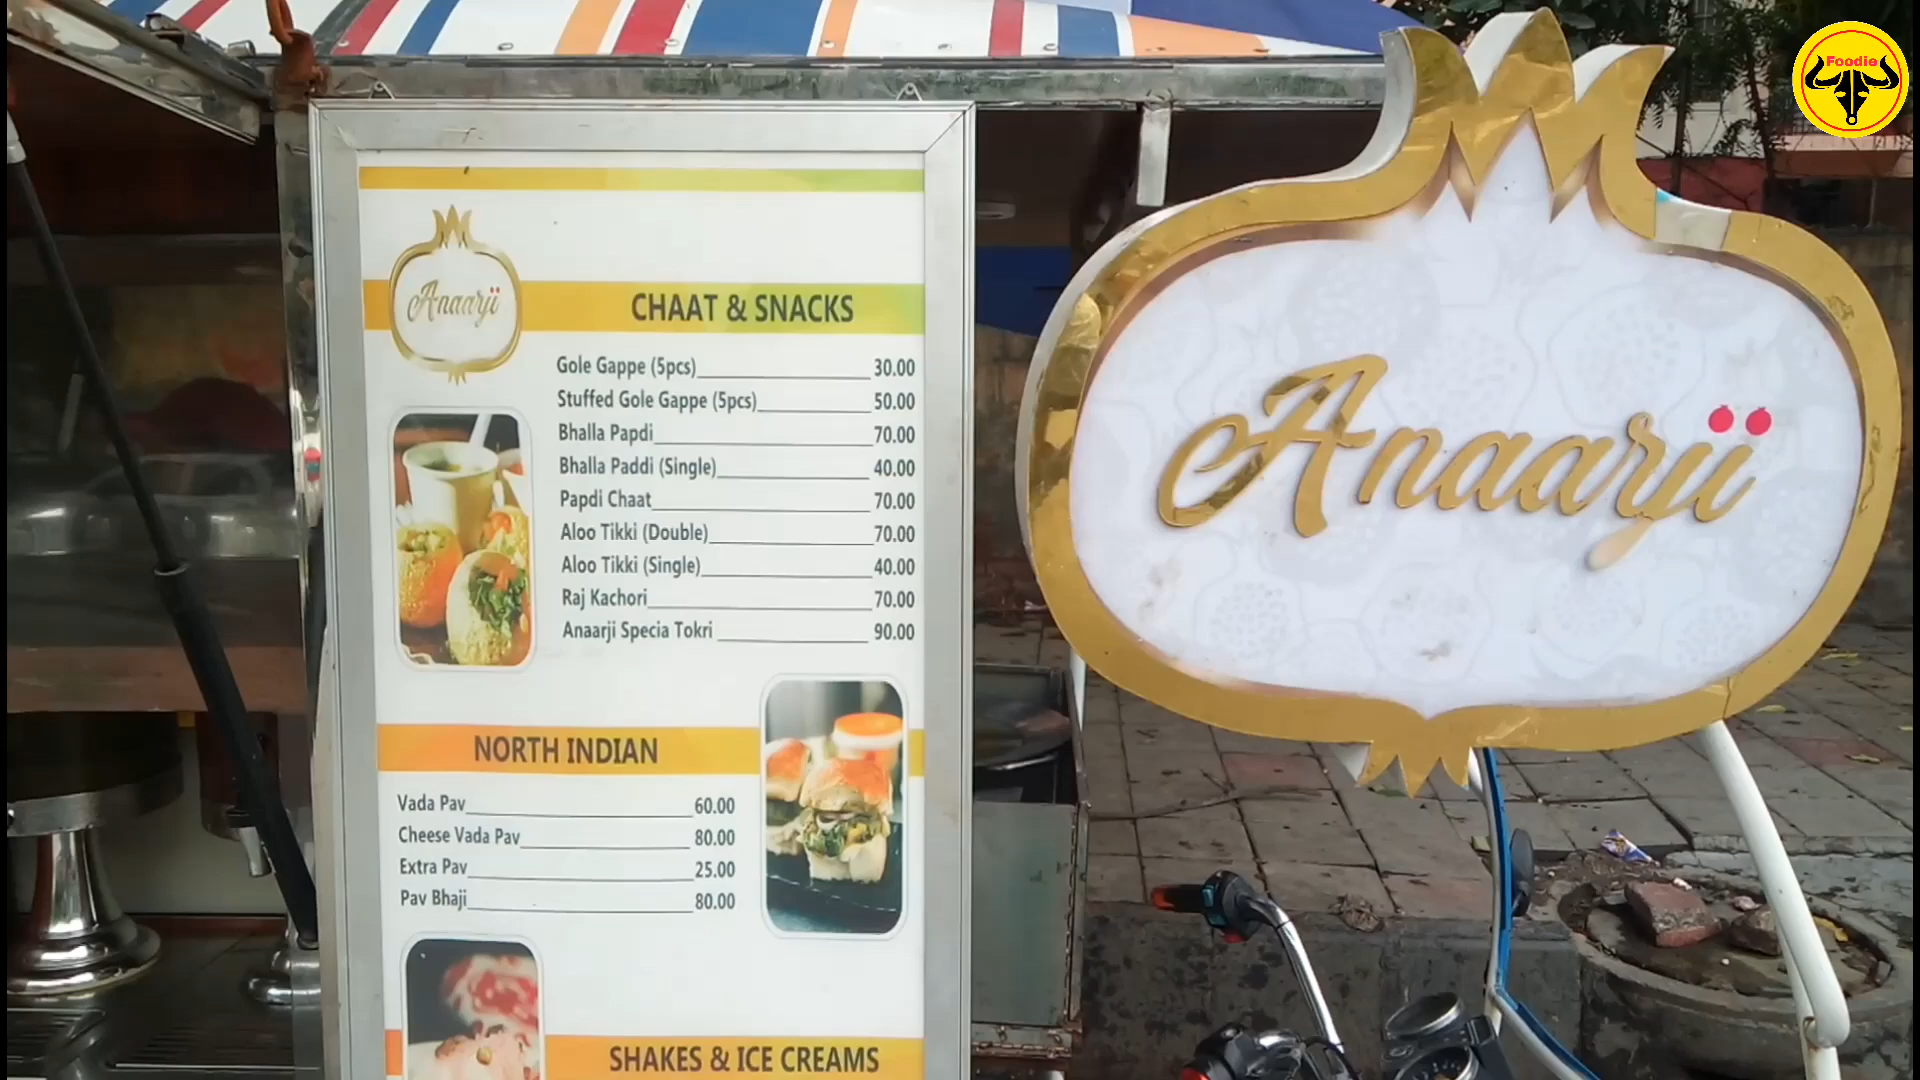 Foodie
Anaarji
CHAAT & SNACKS
Gole Gappe (5pcs) 30.00
Stuffed Gole Gappe (5pcs) 50.00
Bhalla Papdi 70.00
Bhalla Paddi (Single) 40.00
Papdi Chaat 70.00
Aloo Tikki (Double) 70.00
Aloo Tikki (Single) 40.00
Raj Kachori 70.00
Anaarji Specia Tokri 90.00
NORTH INDIAN
Vada Pav 60.00
Cheese Vada Pav 80.00
Extra Pav 25.00
Pav Bhaji 80.00
SHAKES & ICE CREAMS
Anaarji